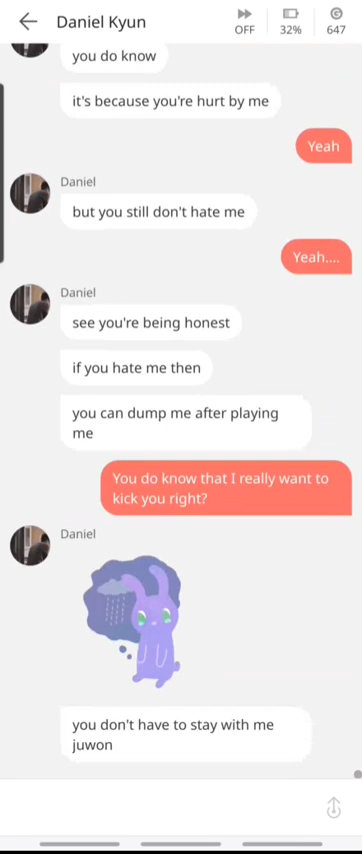 Daniel Kyun
OFF
32%
647
you do know
it's because you're hurt by me
Yeah
Daniel
but you still don't hate me
Yeah....
Daniel
see you're being honest
if you hate me then
you can dump me after playing
me
You do know that I really want to
kick you right?
Daniel
you don't have to stay with me
juwon